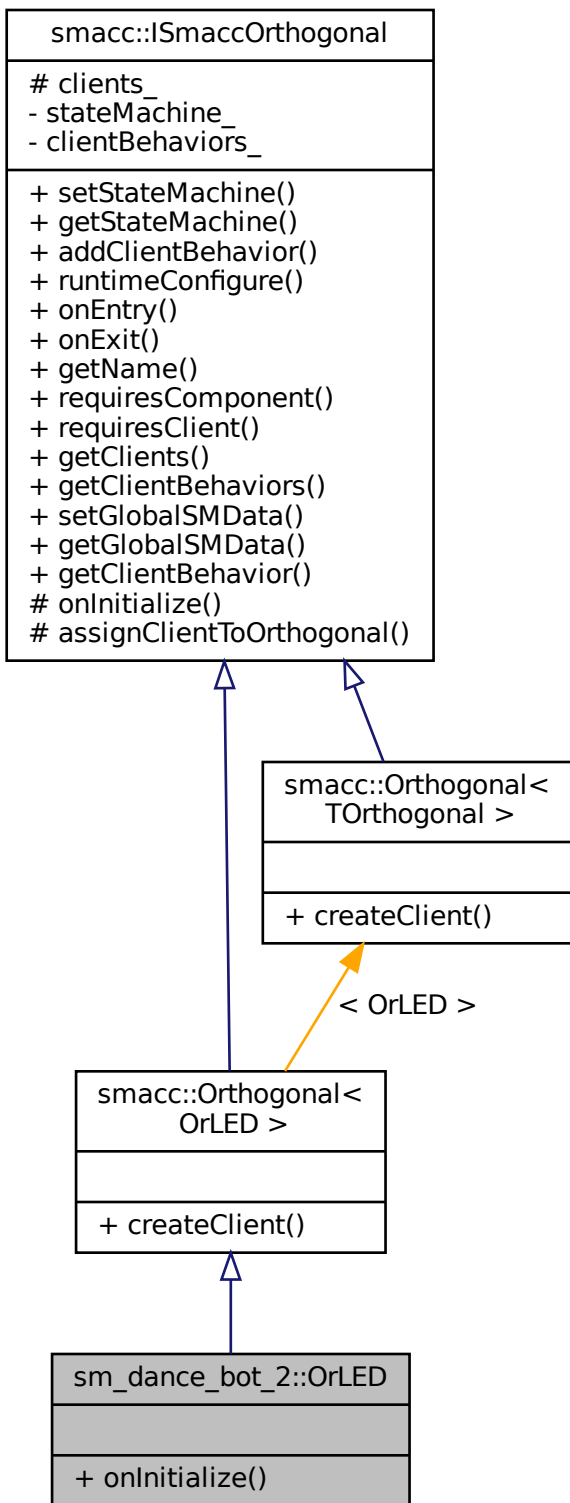 smacc::ISmaccOrthogonal
# clients_
- stateMachine_
- clientBehaviors_
+ setStateMachine()
+ getStateMachine()
+ addClientBehavior()
+ runtimeConfigure()
+ onEntry()
+ onExit()
+ getName()
+ requiresComponent()
+ requiresClient()
+ getClients()
+ getClientBehaviors()
+ setGlobalSMData()
+ getGlobalSMData()
+ getClientBehavior()
# onInitialize()
# assignClientToOrthogonal()
smacc::Orthogonal<
TOrthogonal >
+ createClient()
< OrLED >
smacc::Orthogonal<
OrLED >
+ createClient()
sm_dance_bot_2::OrLED
+ onInitialize()